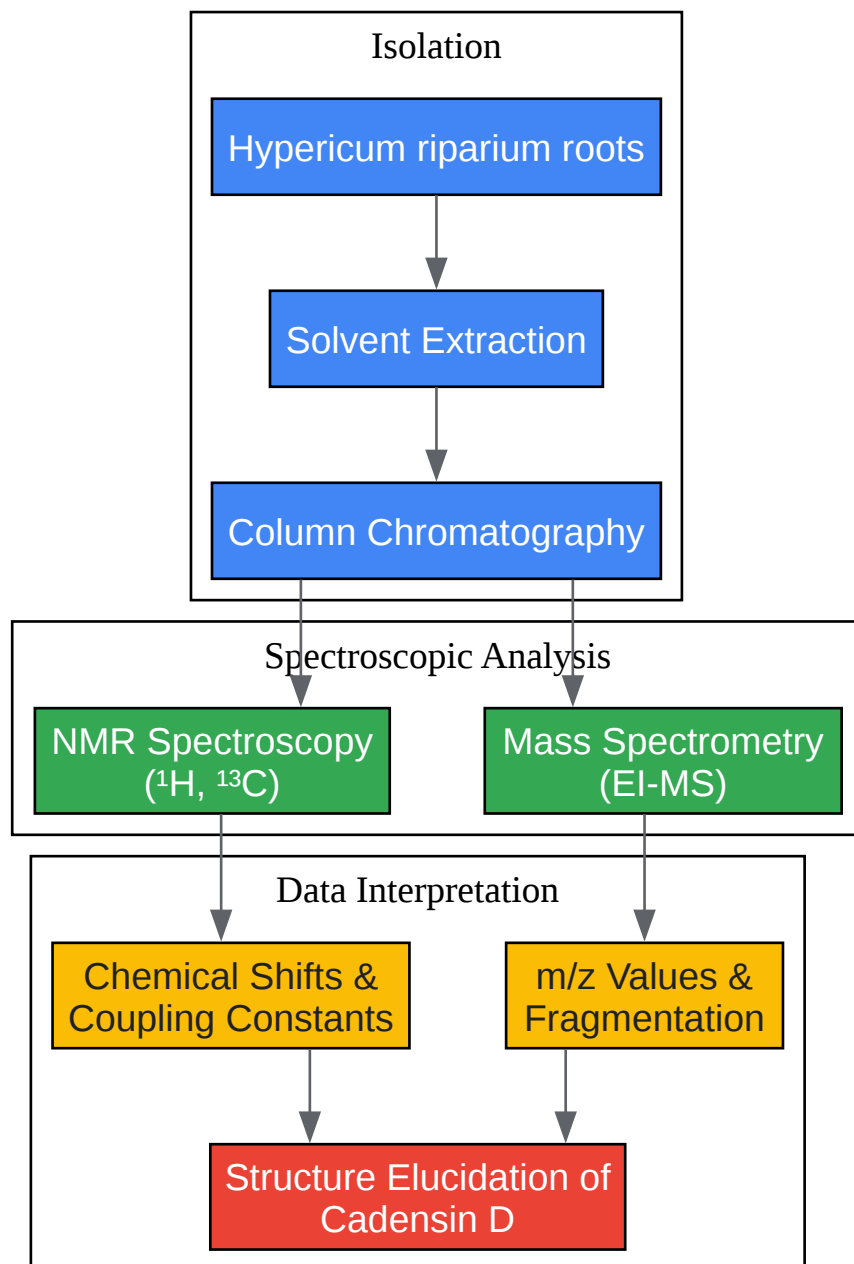 Isolation
Hypericum riparium roots
Solvent Extraction
Column Chromatography
Spectroscopic Analysis
NMR Spectroscopy
(¹H, ¹³C)
Mass Spectrometry
(EI-MS)
Data Interpretation
Chemical Shifts &
Coupling Constants
m/z Values &
Fragmentation
Structure Elucidation of
Cadensin D